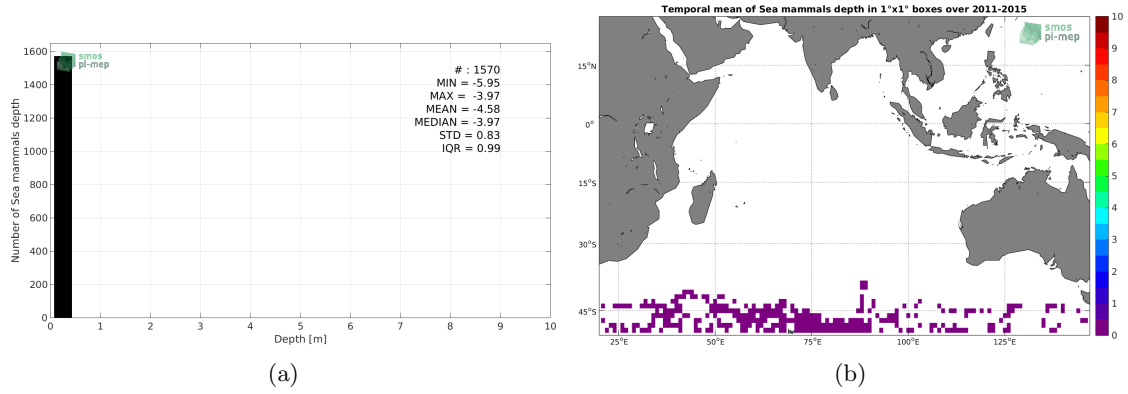 Temporal mean of Sea mammals depth in 1°x1° boxes over 2011-2015
smos
pi-mep
# : 1570
MIN = -5.95
MAX = -3.97
MEAN = -4.58
MEDIAN = -3.97
STD = 0.83
IQR = 0.99
Number of Sea mammals depth
1600
1400
1200
1000
800
600
400
200
0
0 1 2 3 4 5 6 7 8 9 10
Depth [m]
(a)
smos
pi-mep
15°N
0°
15°S
30°S
45°S
25°E 50°E 75°E 100°E 125°E
10
9
8
7
6
5
4
3
2
1
0
(b)